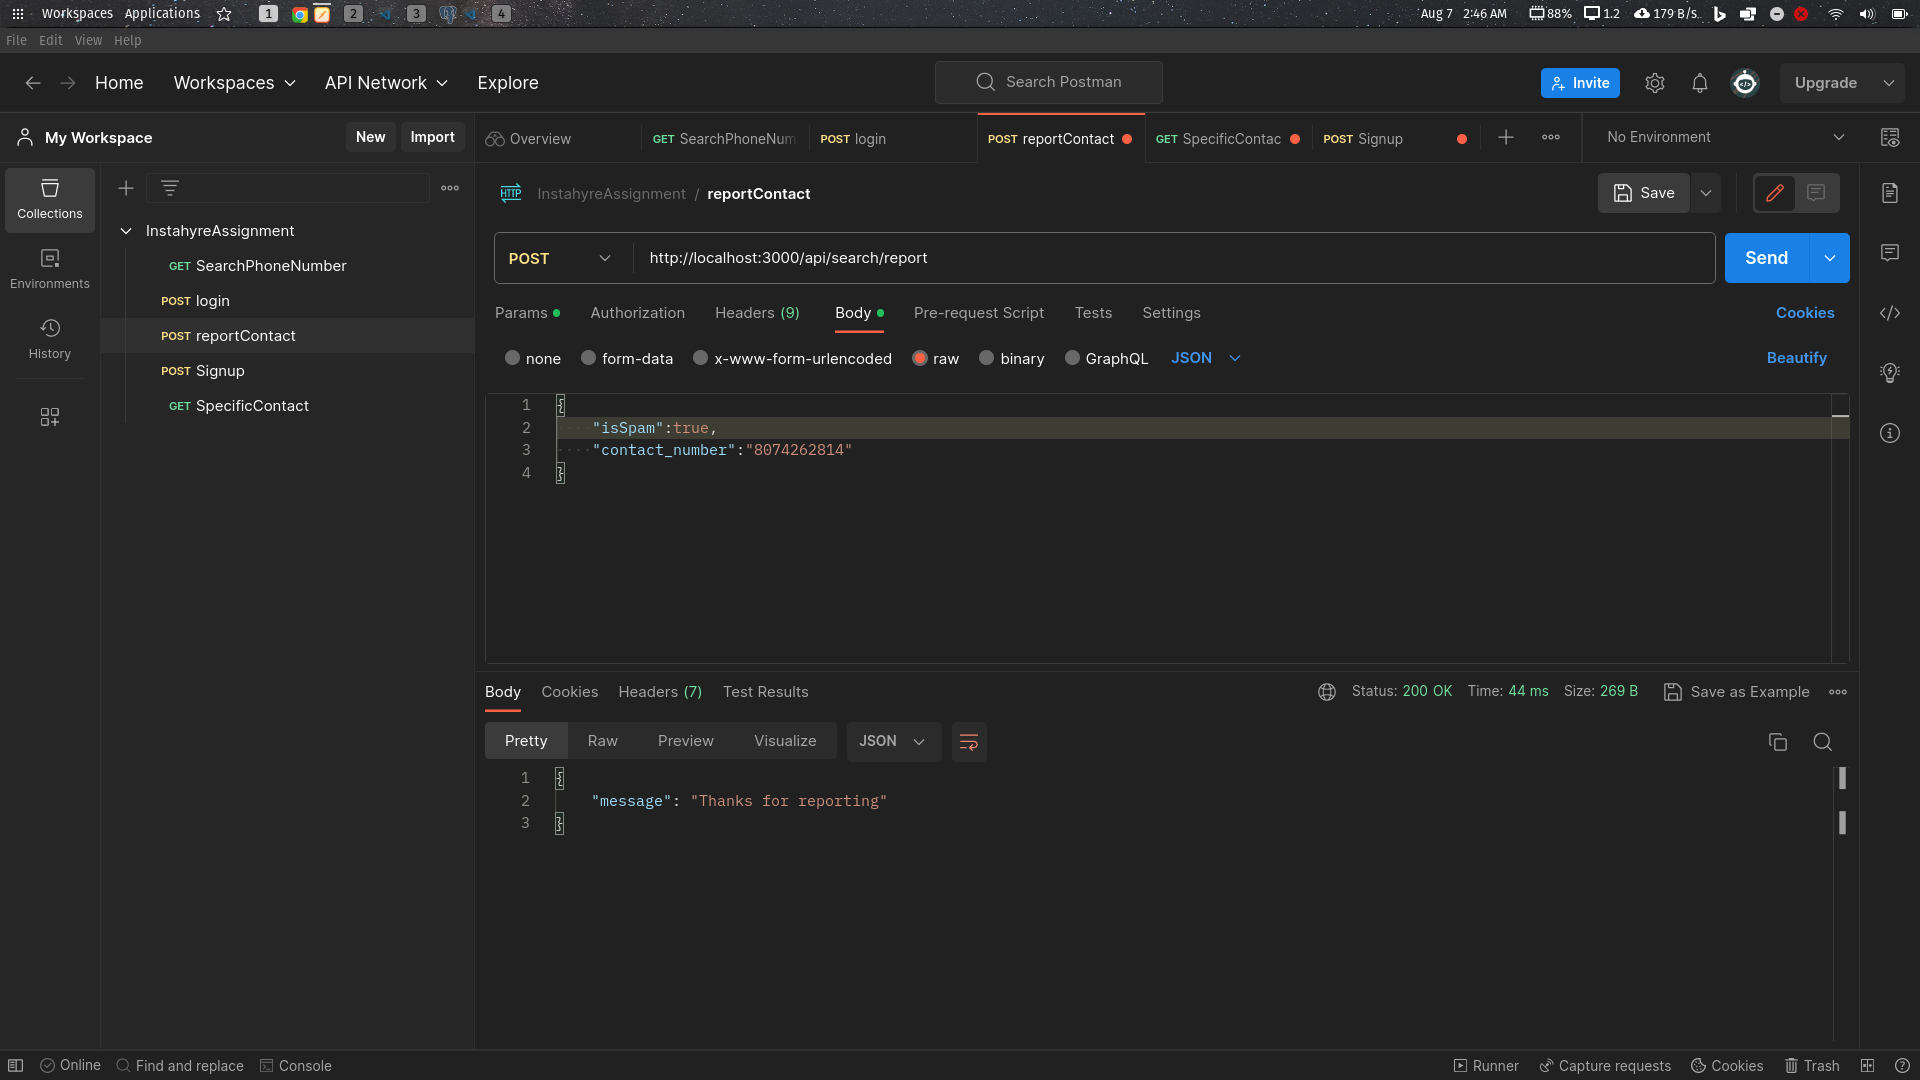 Workspaces Applications 1 2 3 4 Aug 7 2:46 AM 88% 1.2 179 B/s
File Edit View Help
Home Workspaces API Network Explore Search Postman Invite Upgrade
My Workspace New Import Overview GET SearchPhoneNum POST login POST reportContact GET SpecificContac POST Signup No Environment
HTTP InstahyreAssignment / reportContact Save
Collections
Environments
History
InstahyreAssignment
GET SearchPhoneNumber
POST login
POST reportContact
POST Signup
GET SpecificContact
POST http://localhost:3000/api/search/report Send
Params Authorization Headers (9) Body Pre-request Script Tests Settings Cookies
none form-data x-www-form-urlencoded raw binary GraphQL JSON Beautify
1 {
2 "isSpam":true,
3 "contact_number":"8074262814"
4 }
Body Cookies Headers (7) Test Results Status: 200 OK Time: 44 ms Size: 269 B Save as Example
Pretty Raw Preview Visualize JSON
1 {
2 "message": "Thanks for reporting"
3 }
Online Find and replace Console Runner Capture requests Cookies Trash